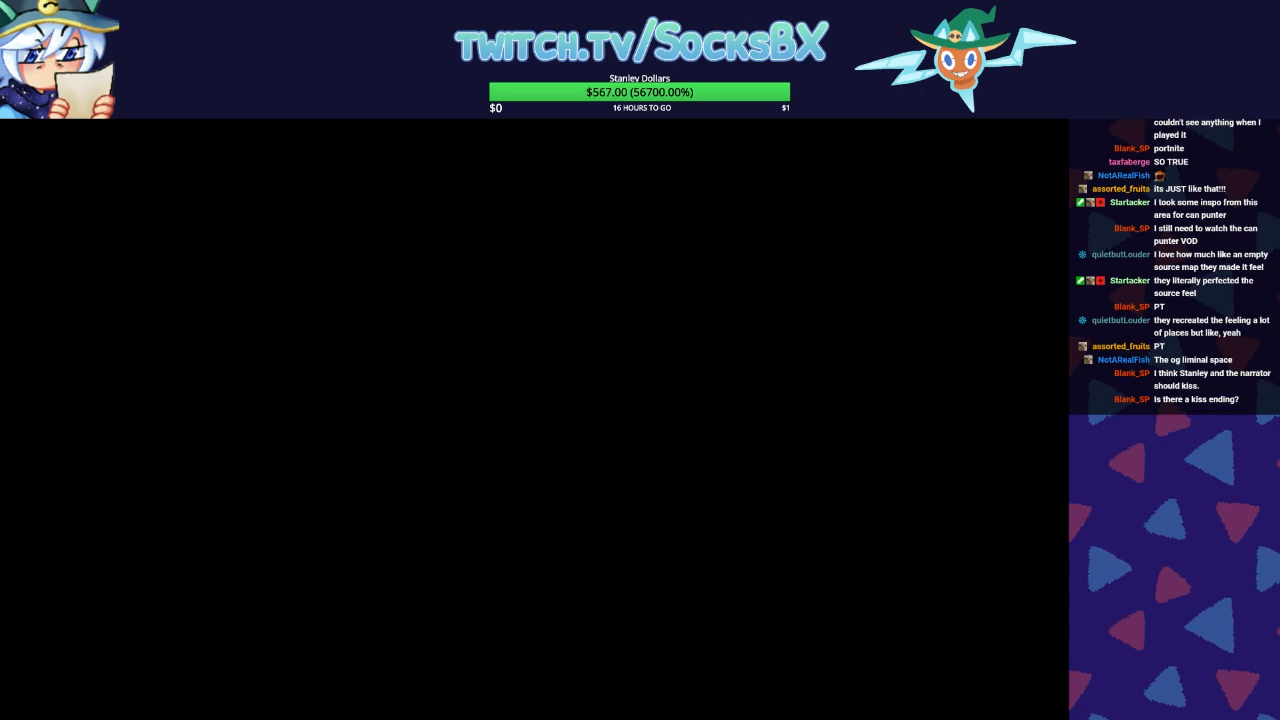 TWITCH.TV/SOCKSBX
Stanley Dollars
$567.00 (56700.00%)
$0 16 HOURS TO GO $1
couldn't see anything when I
played it
Blank_SP portnite
taxfaberge SO TRUE
NotARealFish
assorted_fruits its JUST like that!!!
Startacker I took some inspo from this
area for can punter
Blank_SP I still need to watch the can
punter VOD
quietbutLouder I love how much like an empty
source map they made it feel
Startacker they literally perfected the
source feel
Blank_SP PT
quietbutLouder they recreated the feeling a lot
of places but like, yeah
assorted_fruits PT
NotARealFish The og liminal space
Blank_SP I think Stanley and the narrator
should kiss.
Blank_SP Is there a kiss ending?